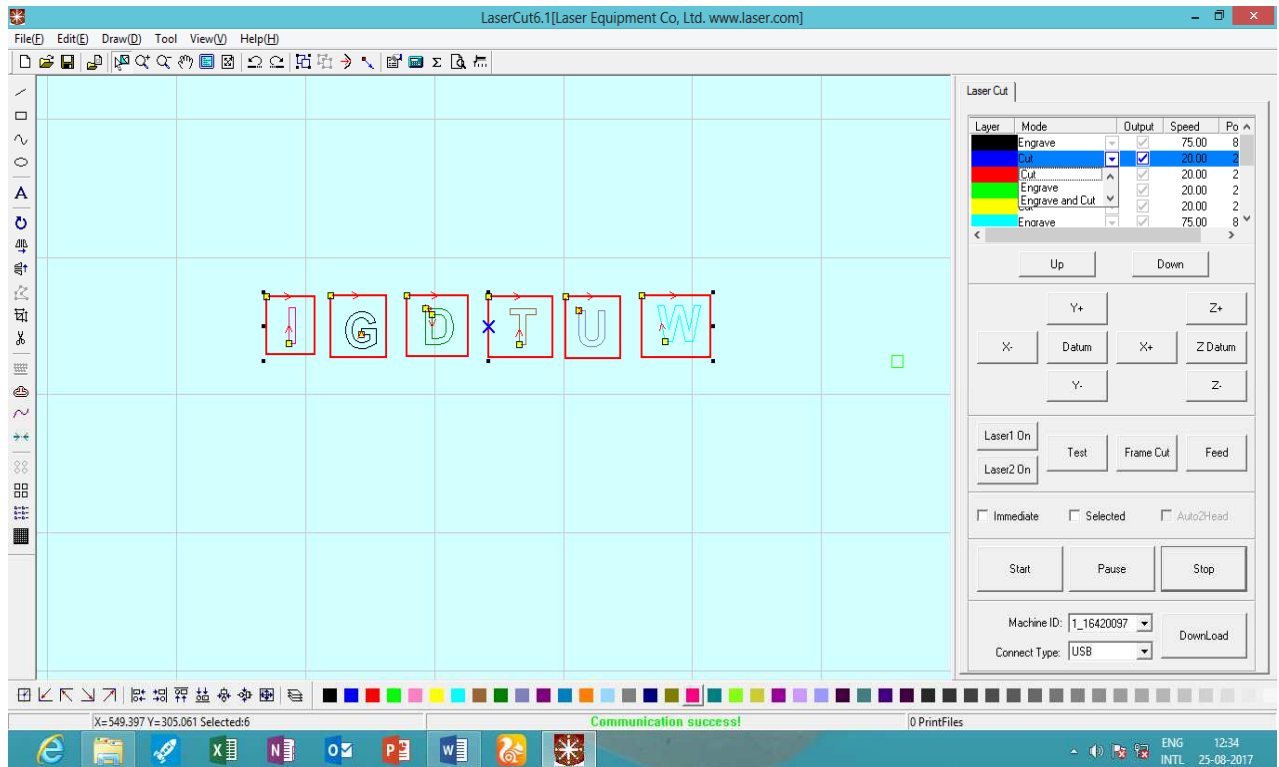 LaserCut6.1[Laser Equipment Co, Ltd. www.laser.com]
File(F) Edit(E) Draw(D) Tool View(V) Help(H)
Laser Cut
Layer Mode Output Speed Po
Engrave 75.00 8
Cut 20.00 2
Cut 20.00 2
Engrave 20.00 2
Engrave and Cut 20.00 2
Engrave 75.00 8
Up Down
Y+ Z+
X- Datum X+ Z Datum
Y- Z-
I G D T U W
Laser1 On
Test Frame Cut Feed
Laser2 On
Immediate Selected Auto2Head
Start Pause Stop
Machine ID: 1_16420097
DownLoad
Connect Type: USB
X=549.397 Y=305.061 Selected:6 Communication success! 0 PrintFiles
ENG 12:34
INTL 25-08-2017